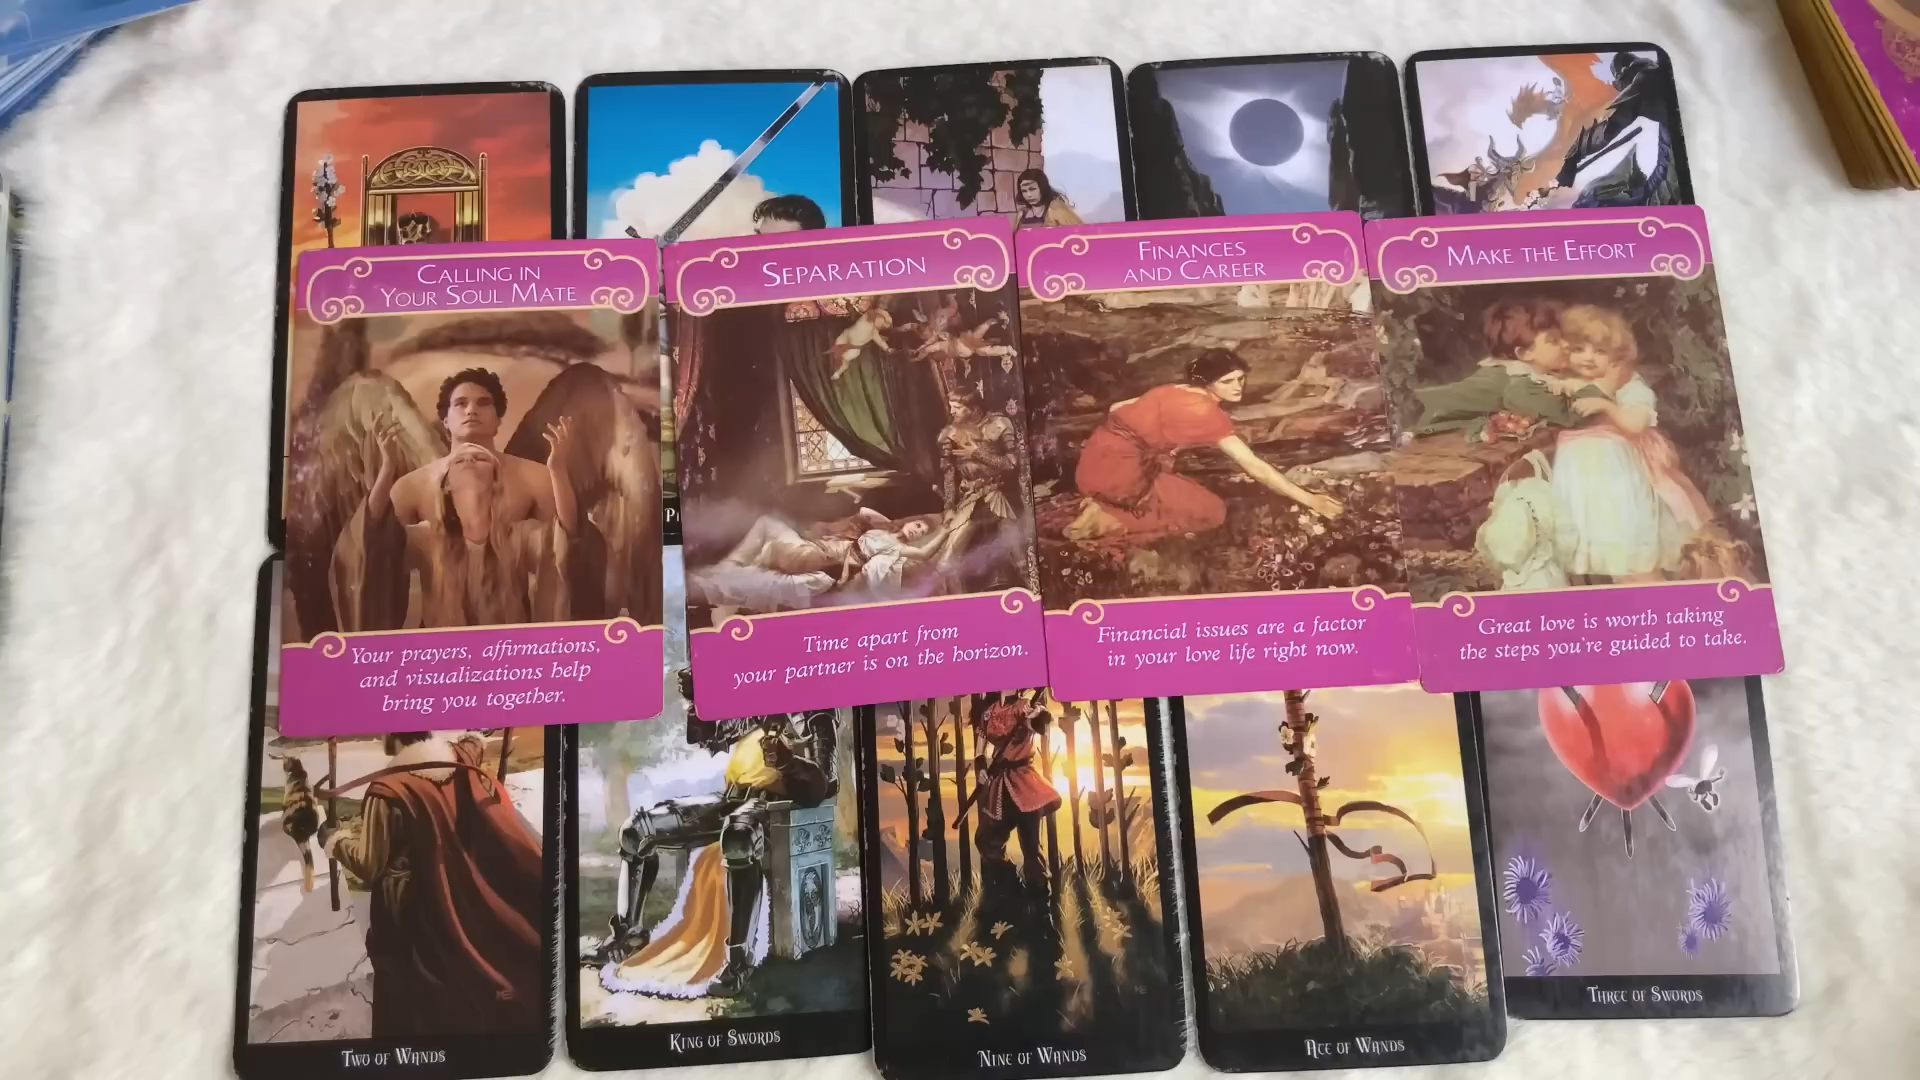 CALLING IN
YOUR SOUL MATE
SEPARATION
FINANCES
AND CAREER
MAKE THE EFFORT
Your prayers, affirmations,
and visualizations help
bring you together.
Time apart from
your partner is on the horizon.
Financial issues are a factor
in your love life right now.
Great love is worth taking
the steps you're guided to take.
TWO OF WANDS
KING OF SWORDS
NINE OF WANDS
ACE OF WANDS
THREE OF SWORDS